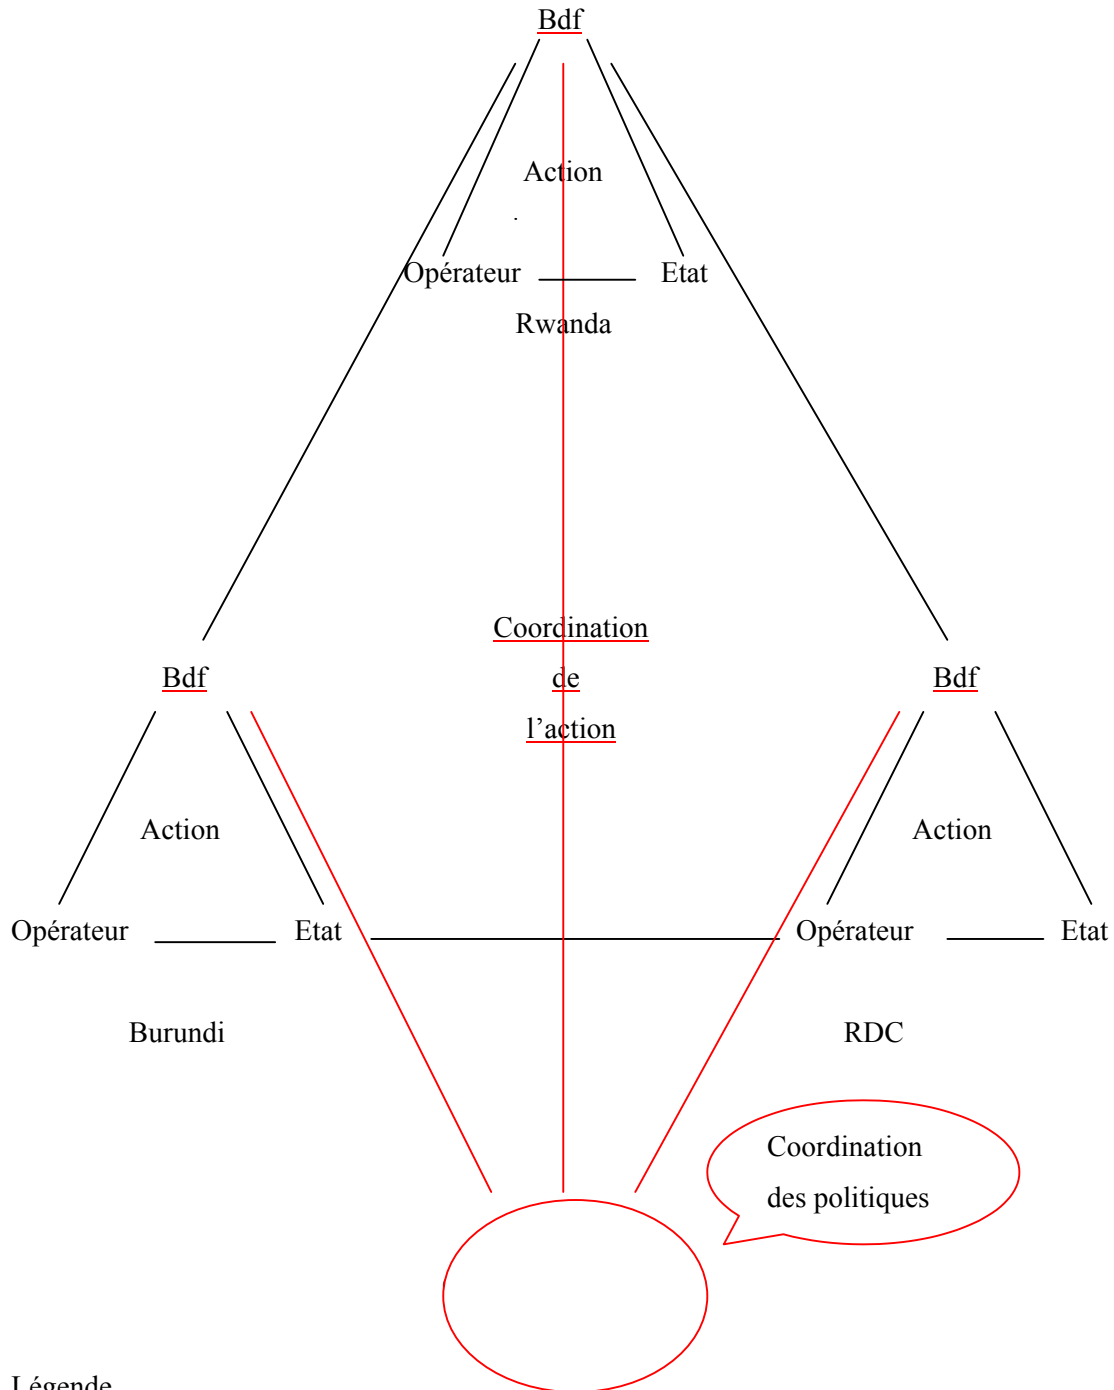 Bdf
Action
Opérateur Etat
Rwanda
Coordination
de
l’action
Bdf Bdf
Action Action
Opérateur Etat Opérateur Etat
Burundi RDC
Coordination
des politiques
Légende